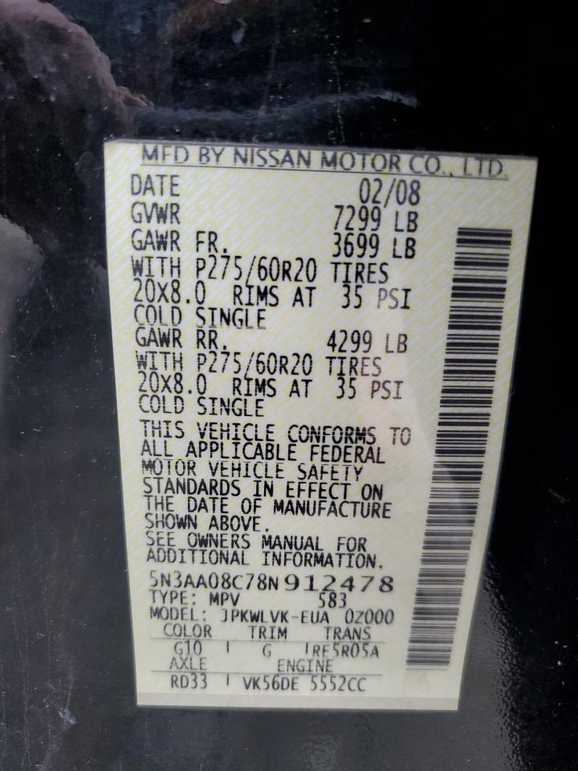 MFD BY NISSAN MOTOR CO., LTD.
DATE 02/08
GVWR 7299 LB
GAWR FR. 3699 LB
WITH P275/60R20 TIRES
20X8.0 RIMS AT 35 PSI
COLD SINGLE
GAWR RR. 4299 LB
WITH P275/60R20 TIRES
20X8.0 RIMS AT 35 PSI
COLD SINGLE
THIS VEHICLE CONFORMS TO
ALL APPLICABLE FEDERAL
MOTOR VEHICLE SAFETY
STANDARDS IN EFFECT ON
THE DATE OF MANUFACTURE
SHOWN ABOVE.
SEE OWNERS MANUAL FOR
ADDITIONAL INFORMATION.
5N3AA08C78N912478
TYPE: MPV 583
MODEL: JPKWLVK-EUA 0Z000
COLOR TRIM TRANS
G10 G RE5R05A
AXLE ENGINE
RD33 VK56DE 5552CC